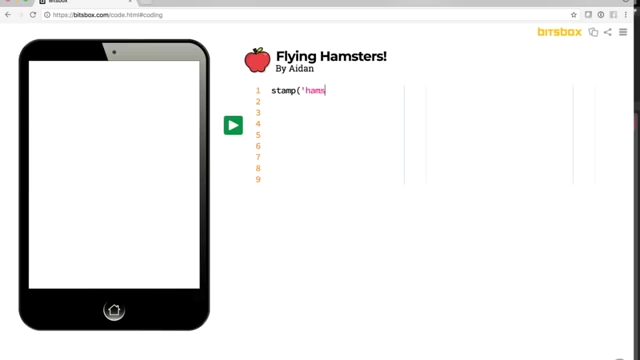 Bitsbox
https://bitsbox.com/code.html#coding
bitsbox
Flying Hamsters!
By Aidan
1 stamp('hams
2
3
4
5
6
7
8
9